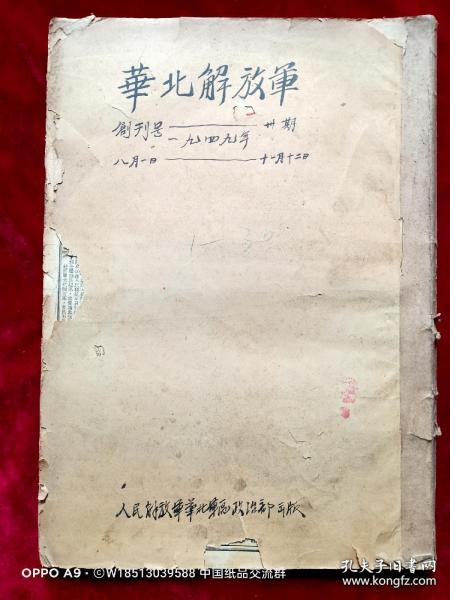 華北解放軍
創刊号——卅期
一九四九年
八月一日——十一月十二日
1—30
人民解放軍華北軍區政治部出版
OPPO A9 · ©W18513039588 中国纸品交流群
孔夫子旧书网
www.kongfz.com